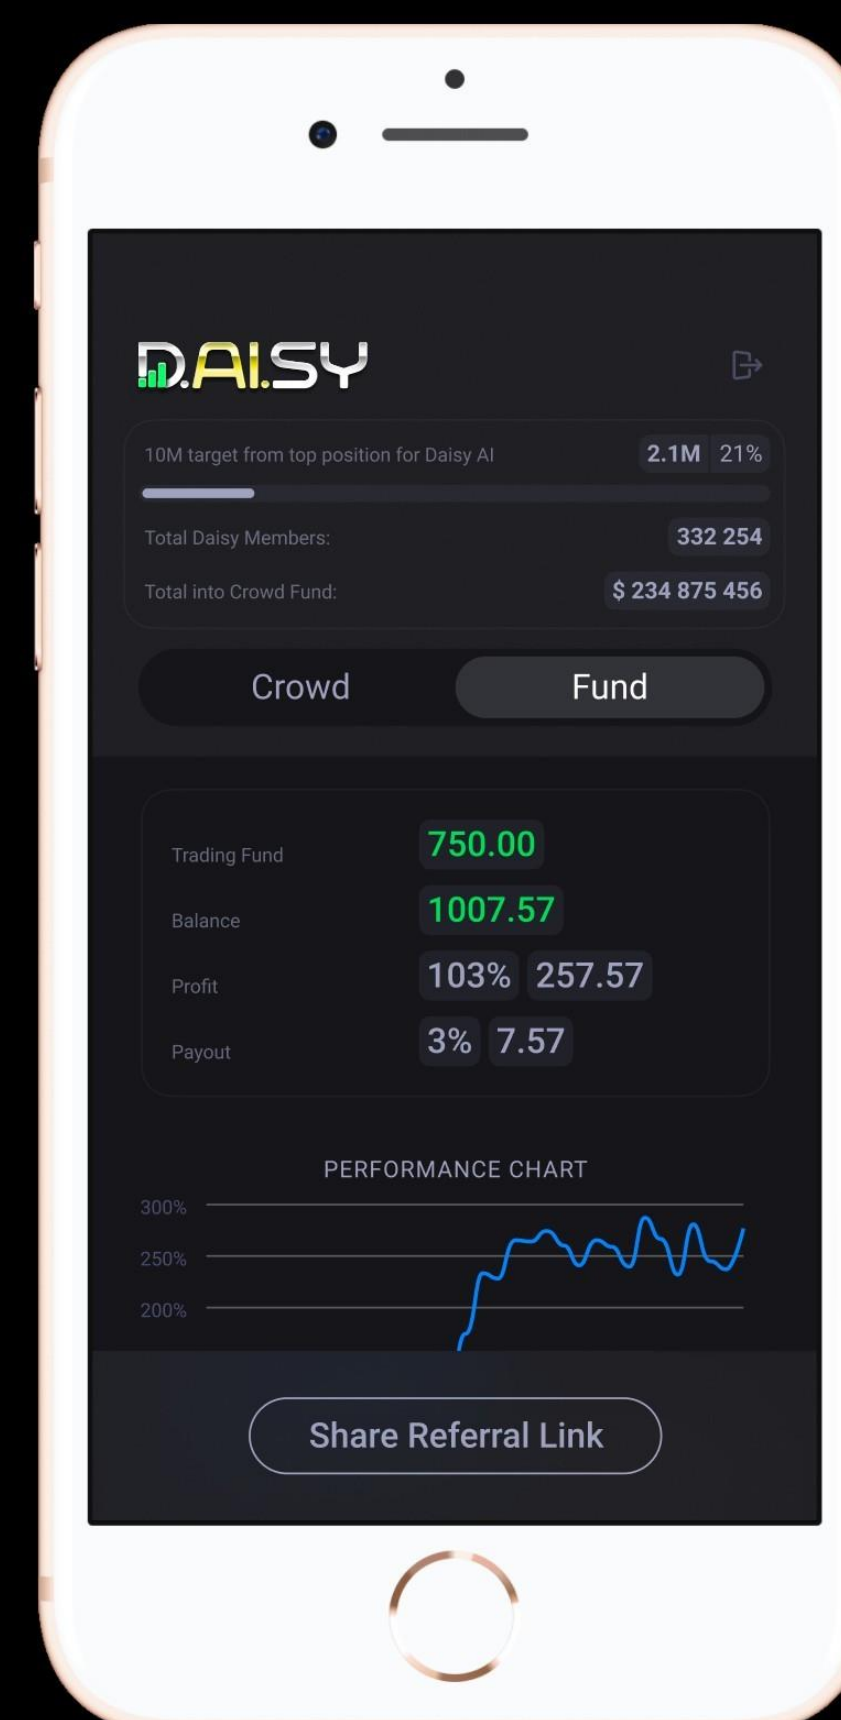 D.AI.SY
10M target from top position for Daisy AI 2.1M 21%
Total Daisy Members: 332 254
Total into Crowd Fund: $ 234 875 456
Crowd Fund
Trading Fund 750.00
Balance 1007.57
Profit 103% 257.57
Payout 3% 7.57
PERFORMANCE CHART
300%
250%
200%
Share Referral Link